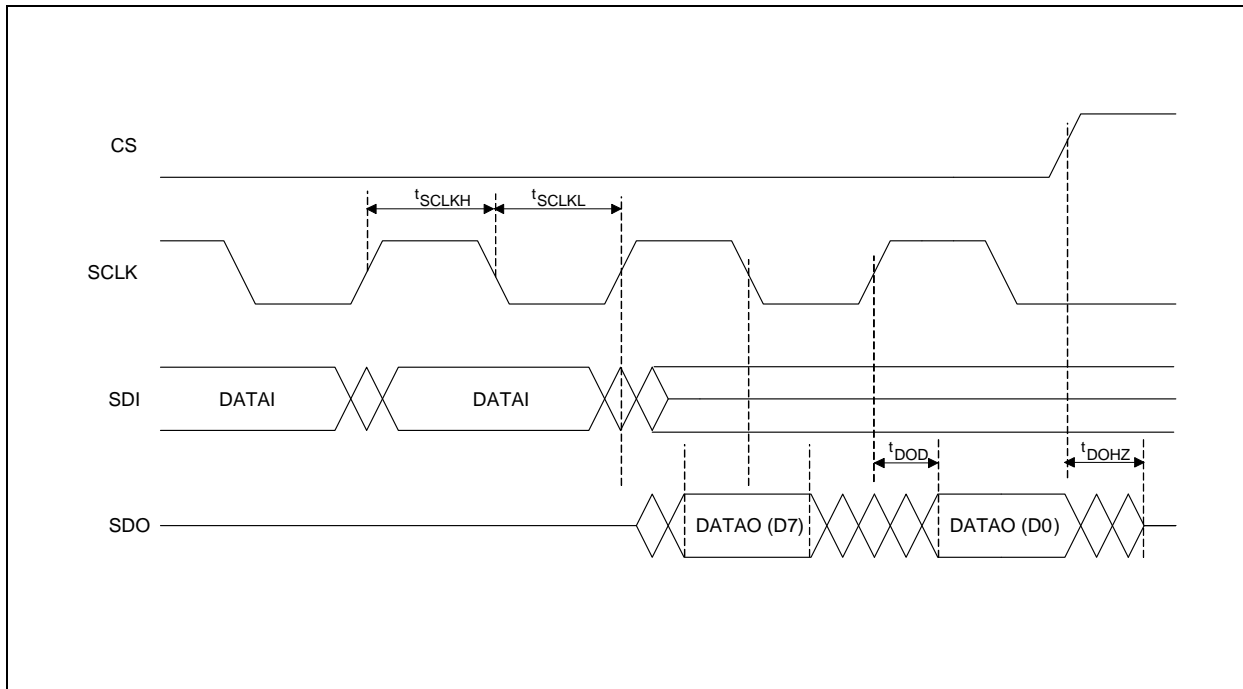 CS
tSCLKH
tSCLKL
SCLK
SDI
DATAI
DATAI
tDOD
tDOHZ
SDO
DATAO (D7)
DATAO (D0)